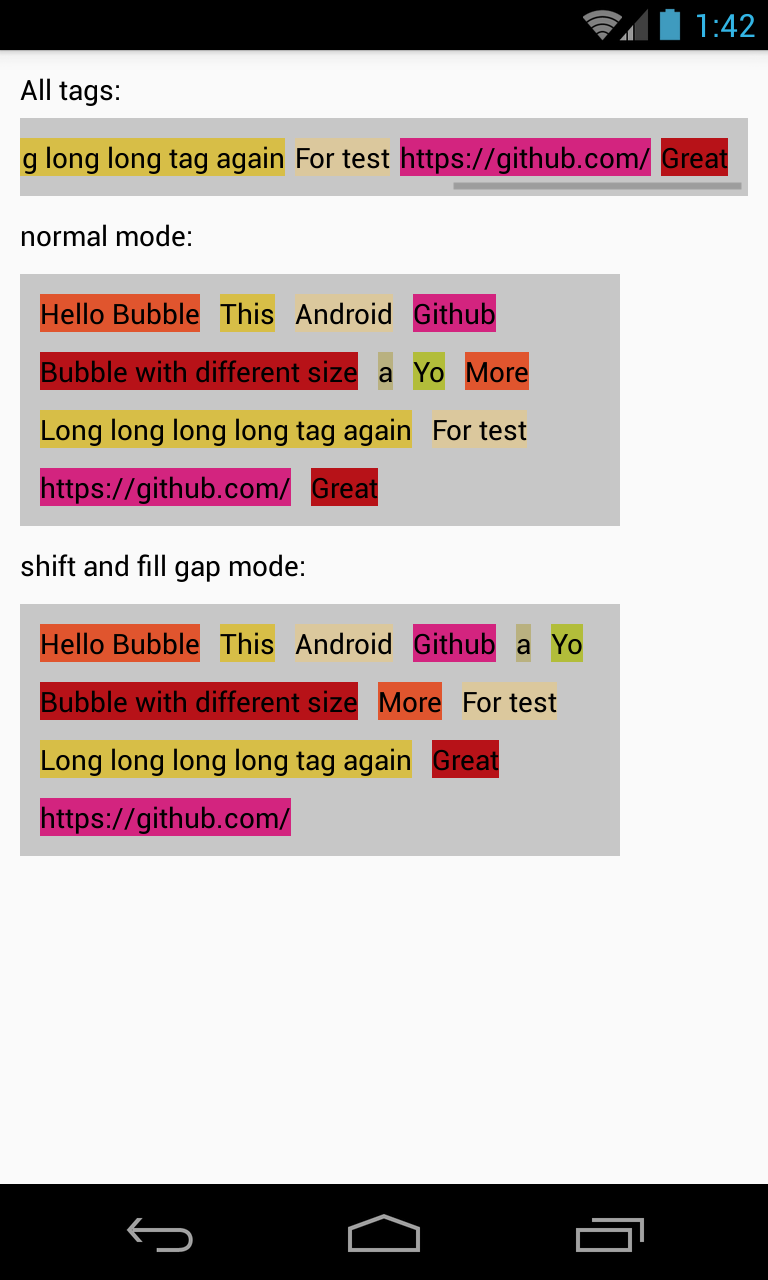 1:42
All tags:
g long long tag again For test https://github.com/ Great
normal mode:
Hello Bubble This Android Github
Bubble with different size a Yo More
Long long long long tag again For test
https://github.com/ Great
shift and fill gap mode:
Hello Bubble This Android Github a Yo
Bubble with different size More For test
Long long long long tag again Great
https://github.com/